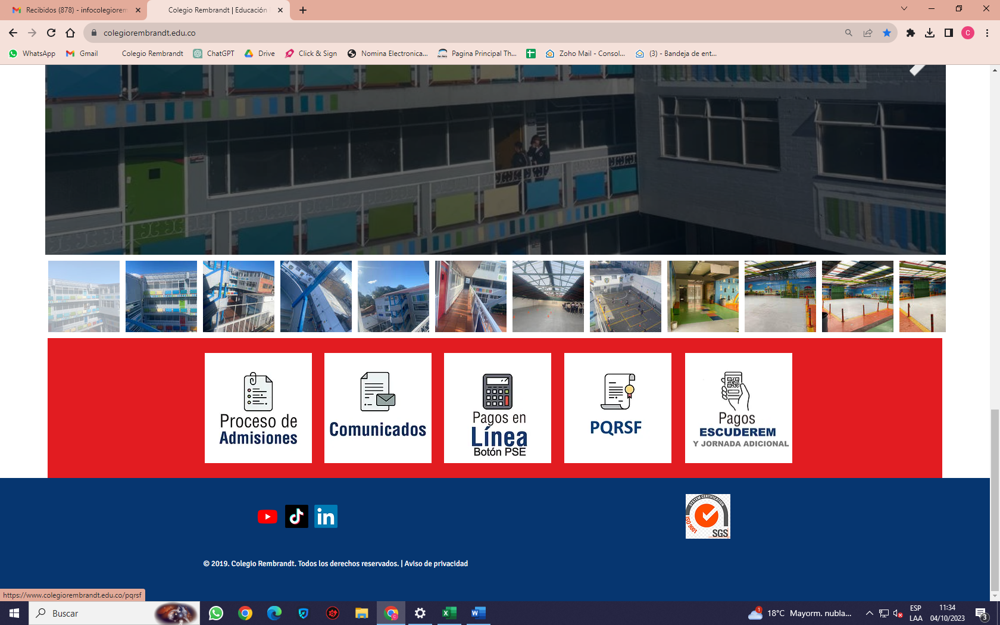 Recibidos (878) - infocolegiorem
Colegio Rembrandt | Educación
colegiorembrandt.edu.co
C
WhatsApp
Gmail
Colegio Rembrandt
ChatGPT
Drive
Click & Sign
Nomina Electronica...
Pagina Principal Th...
Zoho Mail - Consol...
(3) - Bandeja de ent...
Proceso de
Admisiones
Comunicados
Pagos en
Línea
Botón PSE
PQRSF
Pagos
ESCUDEREM
Y JORNADA ADICIONAL
in
SYSTEM CERTIFICATION
ISO 9001
SGS
© 2019. Colegio Rembrandt. Todos los derechos reservados. | Aviso de privacidad
https://www.colegiorembrandt.edu.co/pqrsf
Buscar
1
18°C Mayorm. nubla...
ESP
LAA
11:34
04/10/2023
3